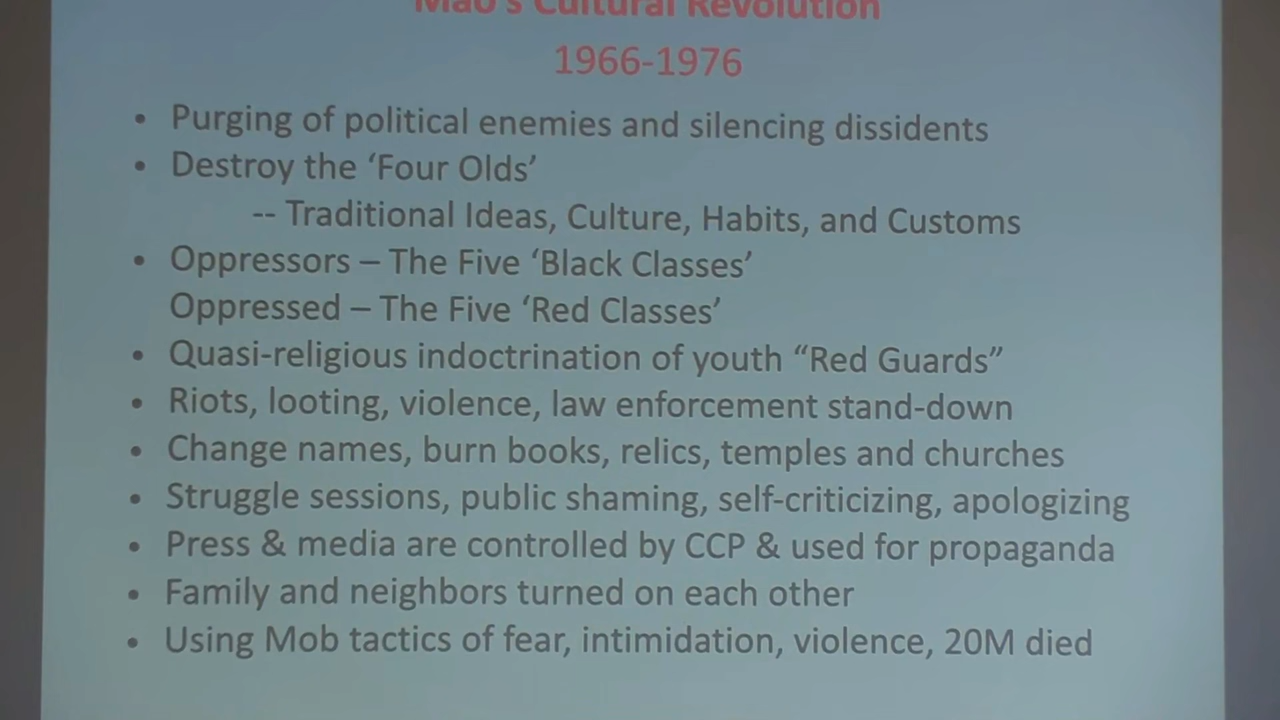 Mao's Cultural Revolution
1966-1976
• Purging of political enemies and silencing dissidents
• Destroy the ‘Four Olds’
-- Traditional Ideas, Culture, Habits, and Customs
• Oppressors – The Five ‘Black Classes’
Oppressed – The Five ‘Red Classes’
• Quasi-religious indoctrination of youth “Red Guards”
• Riots, looting, violence, law enforcement stand-down
• Change names, burn books, relics, temples and churches
• Struggle sessions, public shaming, self-criticizing, apologizing
• Press & media are controlled by CCP & used for propaganda
• Family and neighbors turned on each other
• Using Mob tactics of fear, intimidation, violence, 20M died